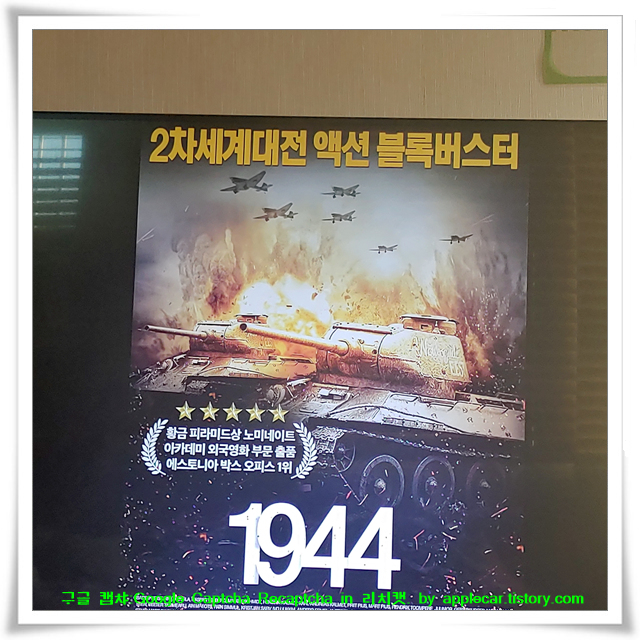 2차세계대전 액션 블록버스터
황금 피라미드상 노미네이트
아카데미 외국영화 부문 출품
에스토니아 박스 오피스 1위
1944
구글 캡차 Google Captcha Recaptcha in 리치캣 by applecar.tistory.com